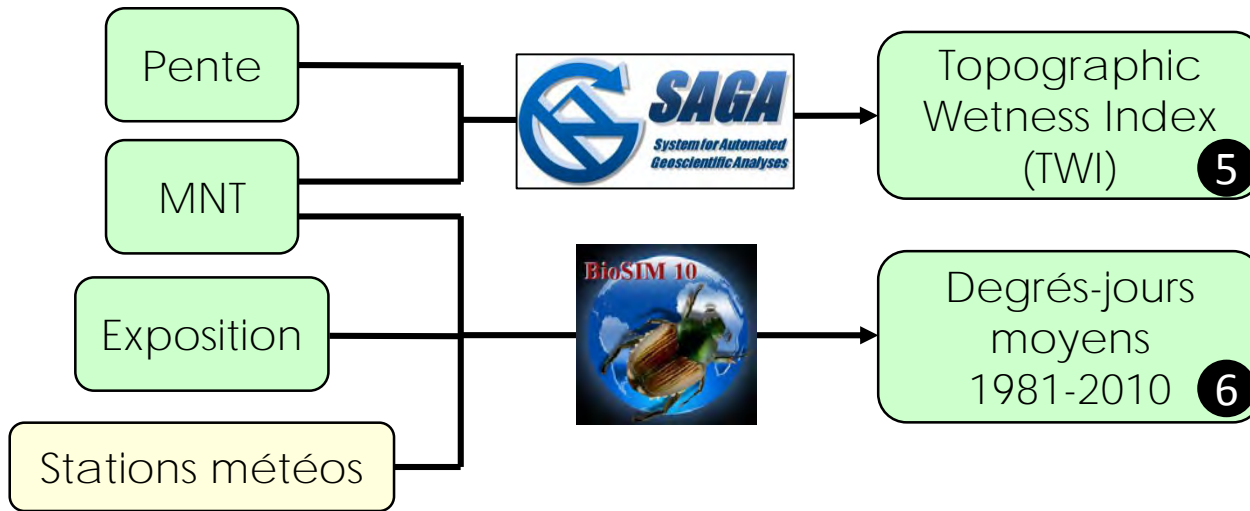 Pente
MNT
Exposition
Stations météos
SAGA
System for Automated
Geoscientific Analyses
BioSIM 10
Topographic
Wetness Index
(TWI)
5
Degrés-jours
moyens
1981-2010
6